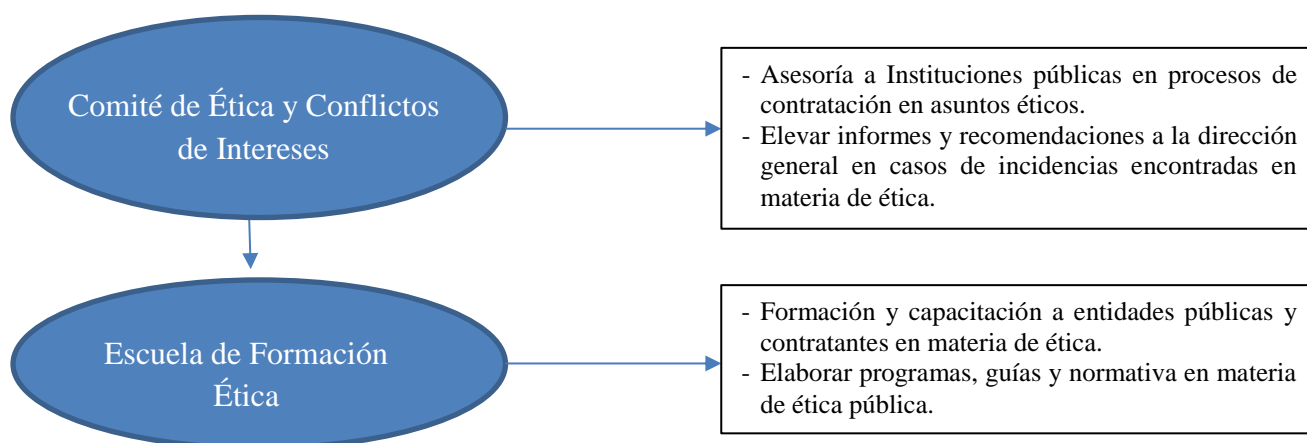 Comité de Ética y Conflictos
de Intereses
- Asesoría a Instituciones públicas en procesos de
contratación en asuntos éticos.
- Elevar informes y recomendaciones a la dirección
general en casos de incidencias encontradas en
materia de ética.
Escuela de Formación
Ética
- Formación y capacitación a entidades públicas y
contratantes en materia de ética.
- Elaborar programas, guías y normativa en materia
de ética pública.